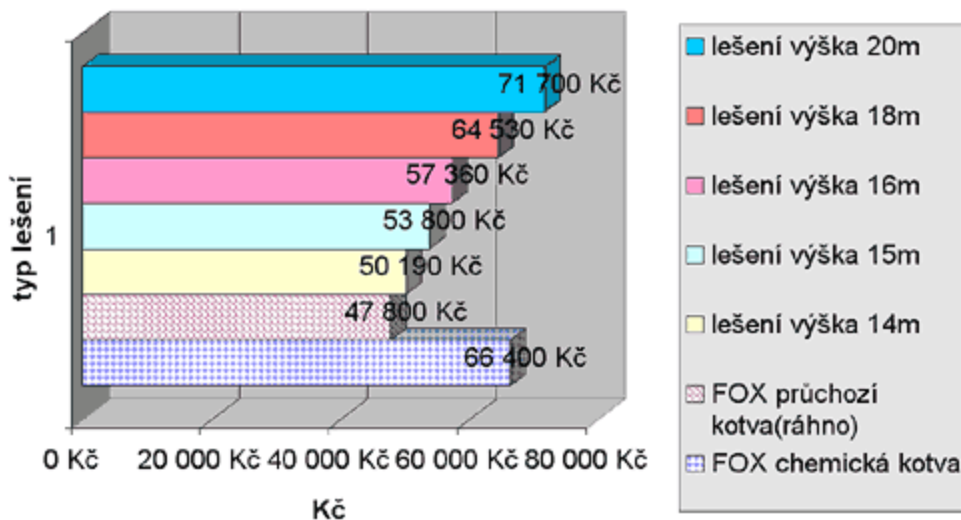 71 700 Kč
64 530 Kč
57 360 Kč
53 800 Kč
50 190 Kč
47 800 Kč
66 400 Kč
typ lešení
1
0 Kč 20 000 Kč 40 000 Kč 60 000 Kč 80 000 Kč
Kč
lešení výška 20m
lešení výška 18m
lešení výška 16m
lešení výška 15m
lešení výška 14m
FOX průchozí
kotva(ráhno)
FOX chemická kotva